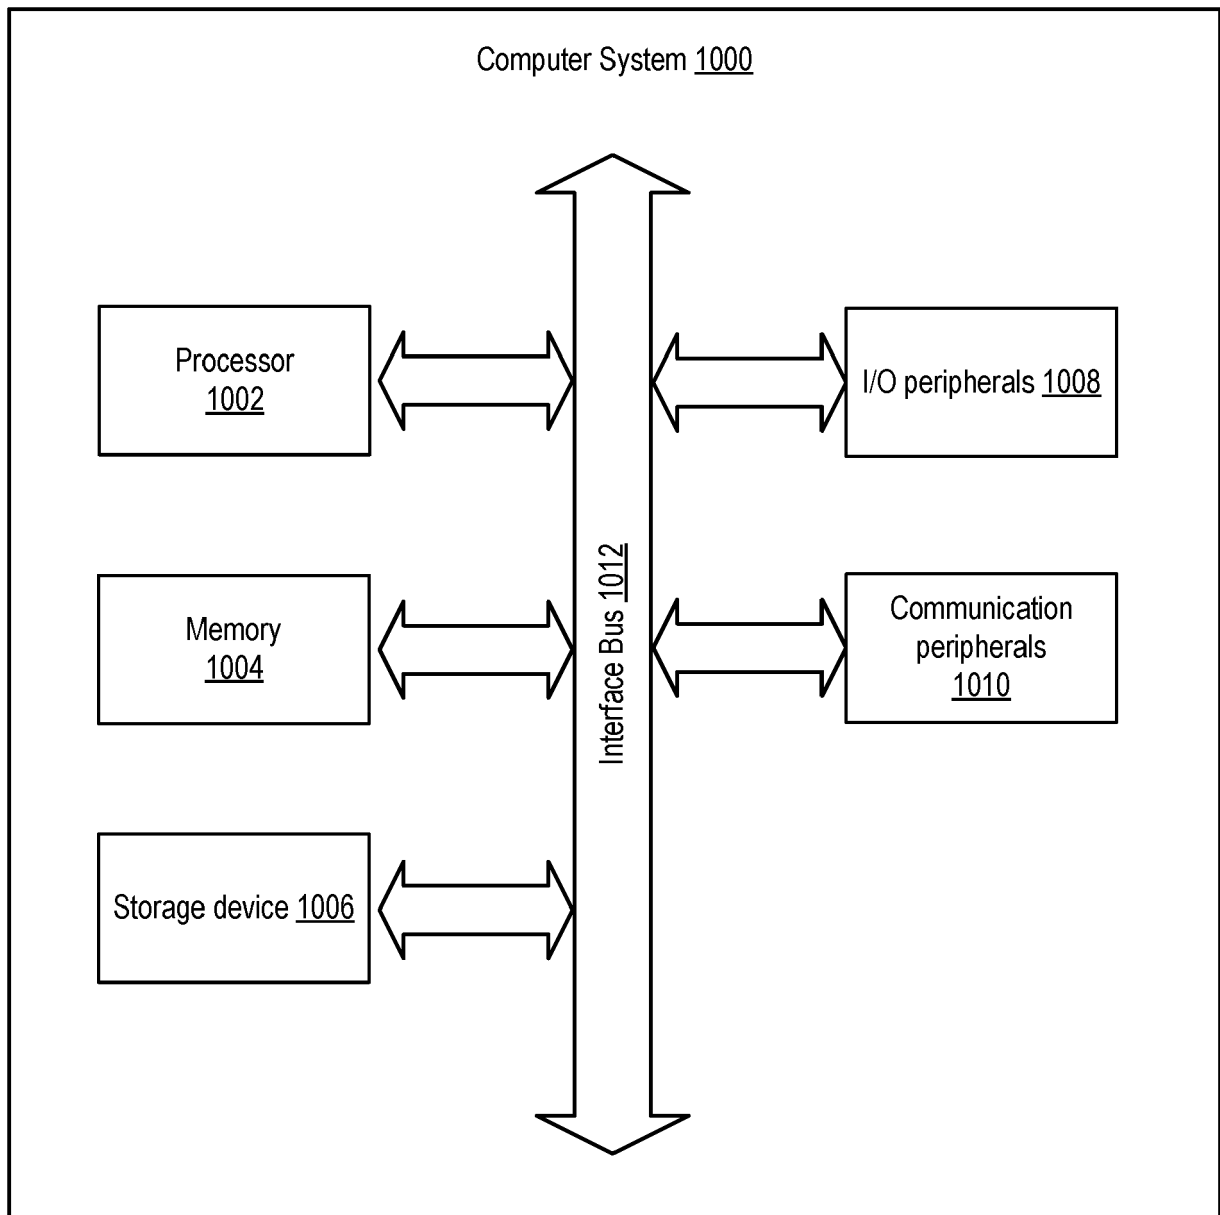 Computer System 1000
Processor
1002
I/O peripherals 1008
Interface Bus 1012
Memory
1004
Communication
peripherals
1010
Storage device 1006